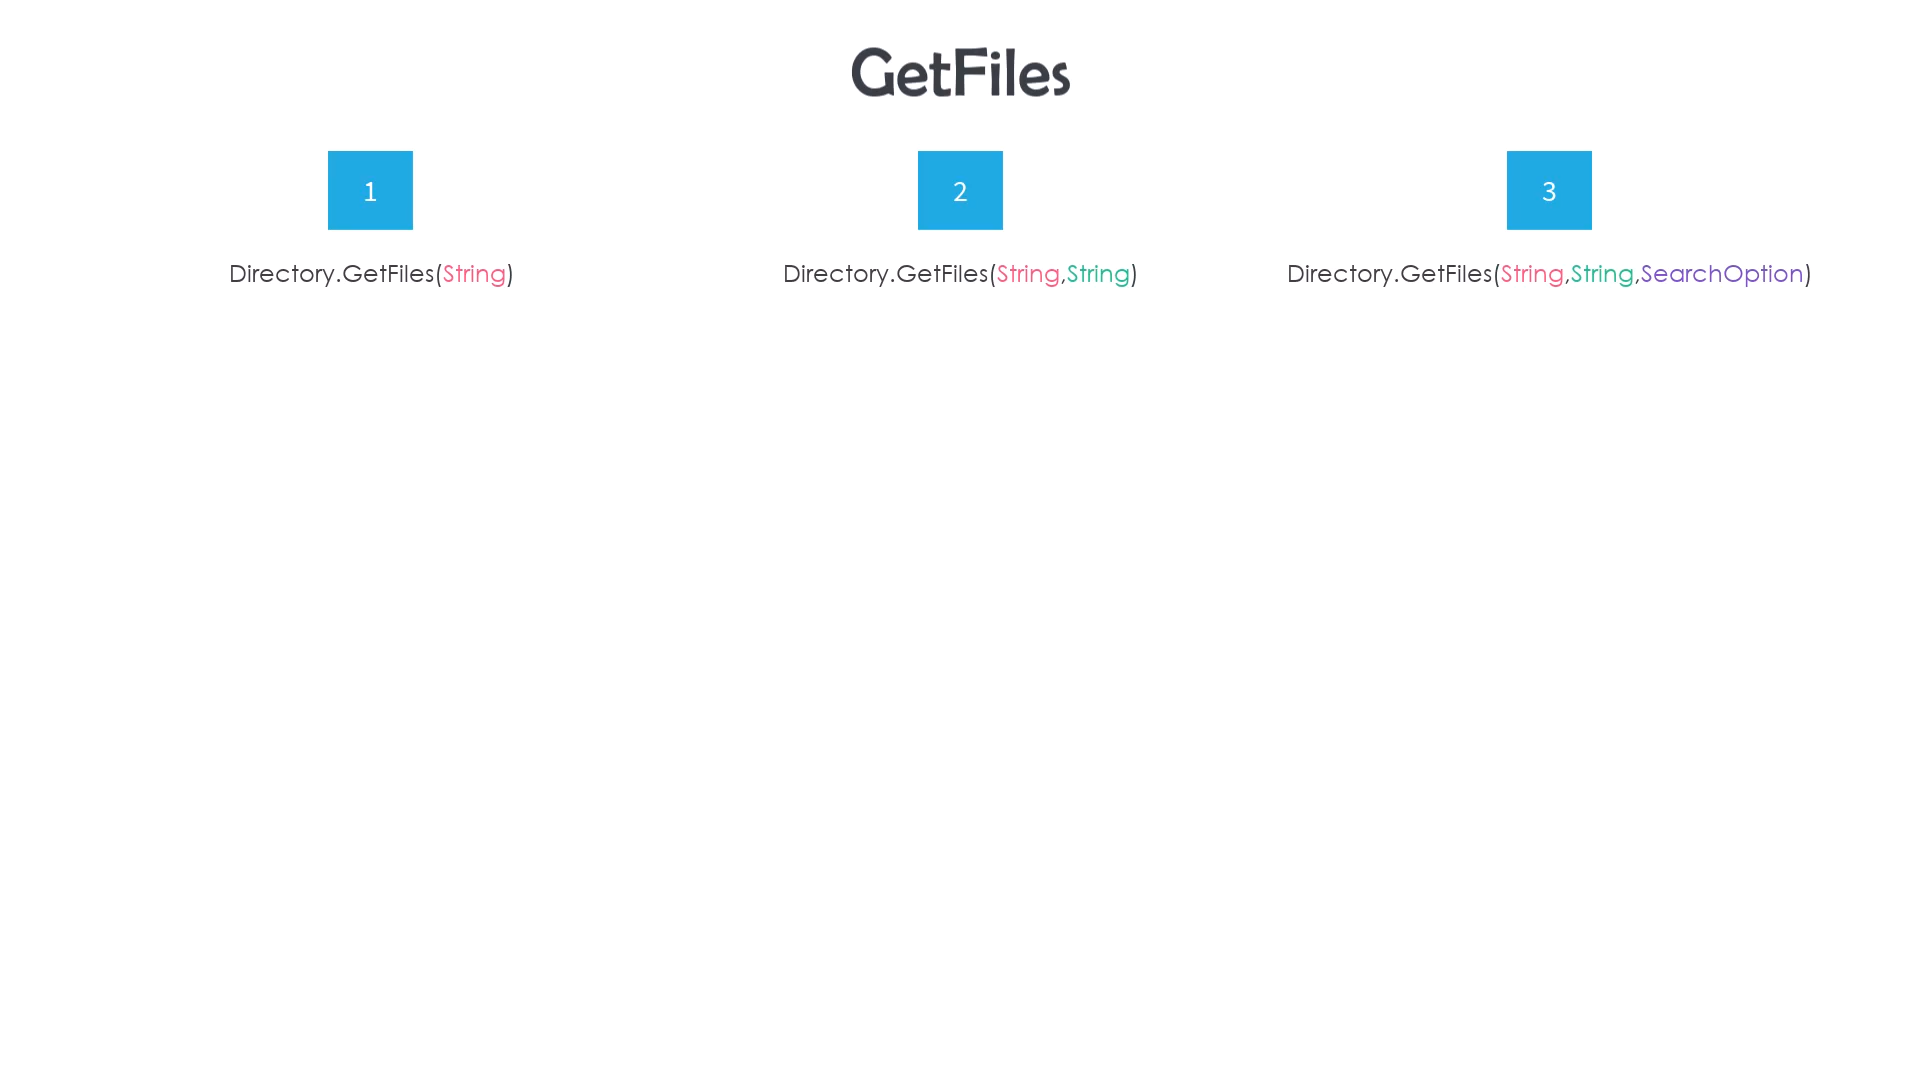 GetFiles
1
2
3
Directory.GetFiles(String)
Directory.GetFiles(String,String)
Directory.GetFiles(String,String,SearchOption)